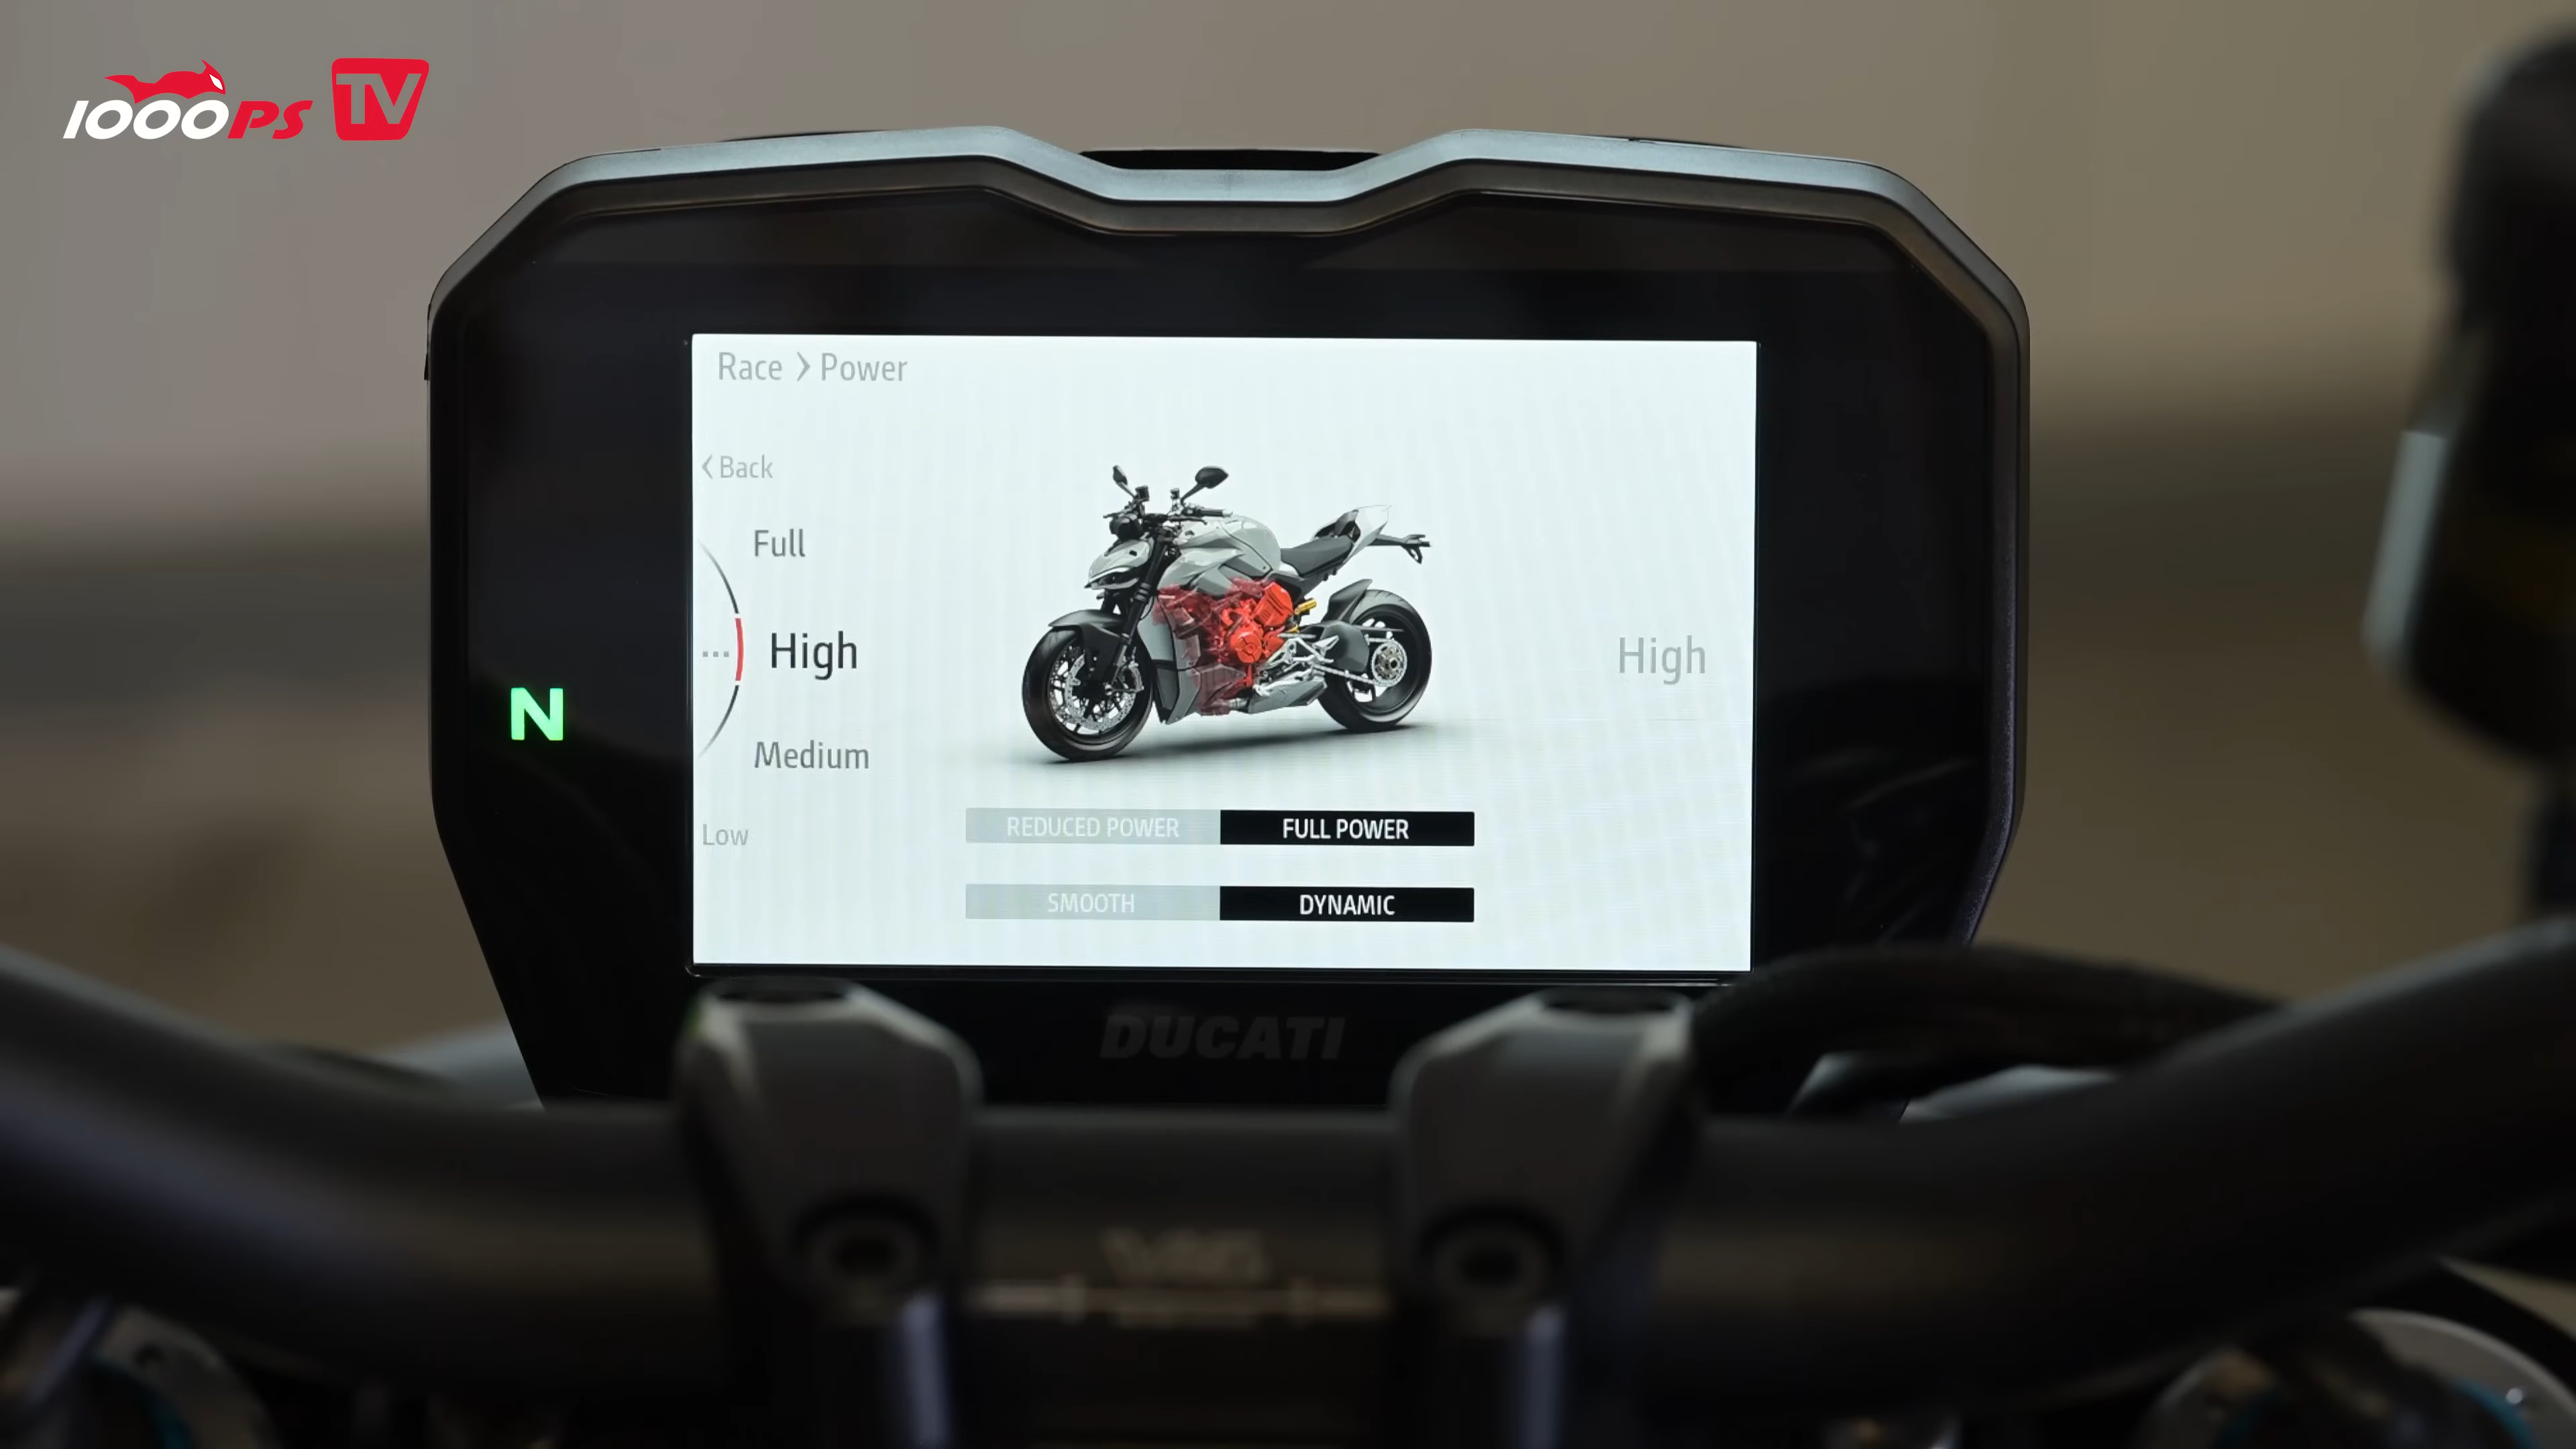 1000PS TV
Race > Power
< Back
Full
High
Medium
Low
High
REDUCED POWER FULL POWER
SMOOTH DYNAMIC
N
DUCATI